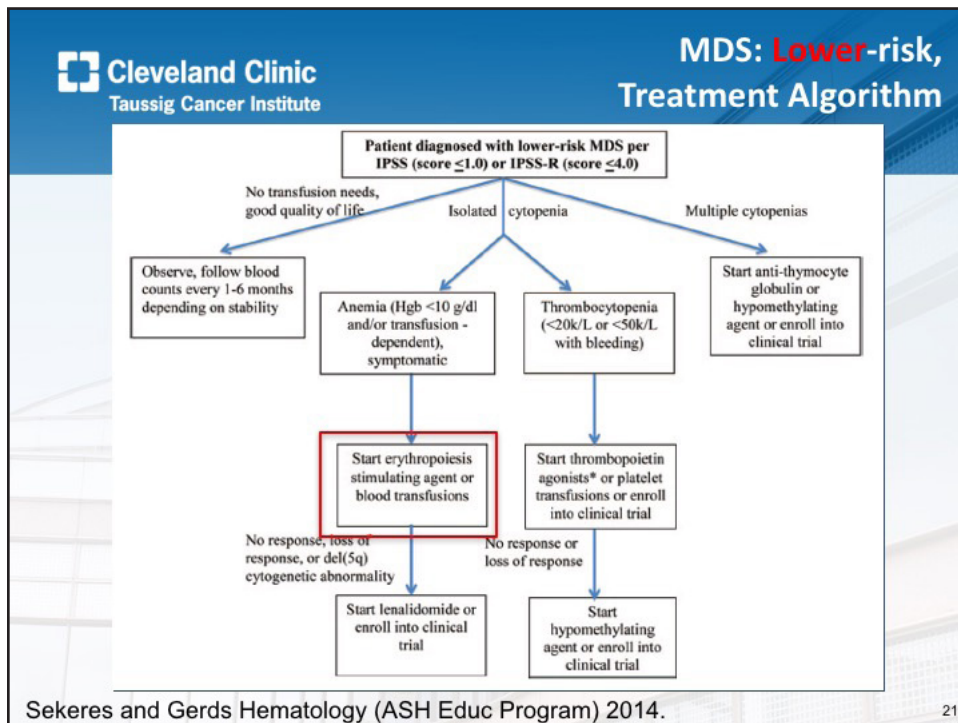 Cleveland Clinic
Taussig Cancer Institute
MDS: Lower-risk,
Treatment Algorithm
Patient diagnosed with lower-risk MDS per
IPSS (score ≤1.0) or IPSS-R (score ≤4.0)
No transfusion needs,
good quality of life
Isolated cytopenia
Multiple cytopenias
Observe, follow blood
counts every 1-6 months
depending on stability
Anemia (Hgb <10 g/dl
and/or transfusion -
dependent),
symptomatic
Thrombocytopenia
(<20k/L or <50k/L
with bleeding)
Start anti-thymocyte
globulin or
hypomethylating
agent or enroll into
clinical trial
Start erythropoiesis
stimulating agent or
blood transfusions
Start thrombopoietin
agonists* or platelet
transfusions or enroll
into clinical trial
No response, loss of
response, or del(5q)
cytogenetic abnormality
No response or
loss of response
Start lenalidomide or
enroll into clinical
trial
Start
hypomethylating
agent or enroll into
clinical trial
Sekeres and Gerds Hematology (ASH Educ Program) 2014.
21